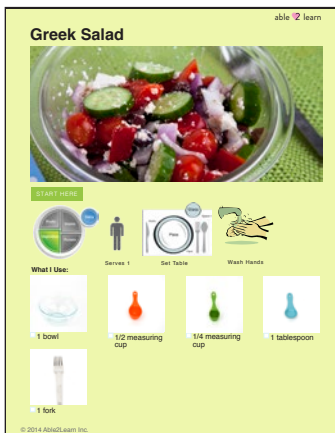 able 2 learn
Greek Salad
START HERE
Serves 1
Set Table
Wash Hands
What I Use:
1 bowl
1/2 measuring
cup
1/4 measuring
cup
1 tablespoon
1 fork
© 2014 Able2Learn Inc.